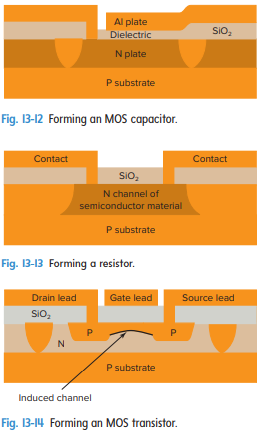 Al plate
Dielectric
SiO₂
N plate
P substrate
Fig. 13-12 Forming an MOS capacitor.
Contact
Contact
SiO₂
N channel of
semiconductor material
P substrate
Fig. 13-13 Forming a resistor.
Drain lead
Gate lead
Source lead
SiO₂
P
P
N
P substrate
Induced channel
Fig. 13-14 Forming an MOS transistor.